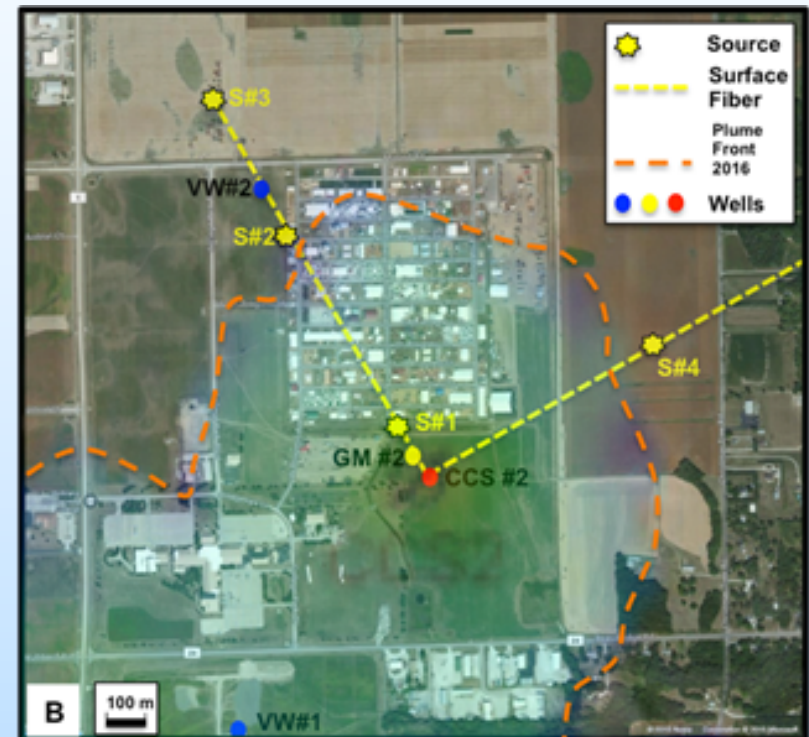 Source
Surface
Fiber
Plume
Front
2016
Wells
S#3
VW#2
S#2
S#4
S#1
GM #2
CCS #2
CCS2
B
100 m
VW#1